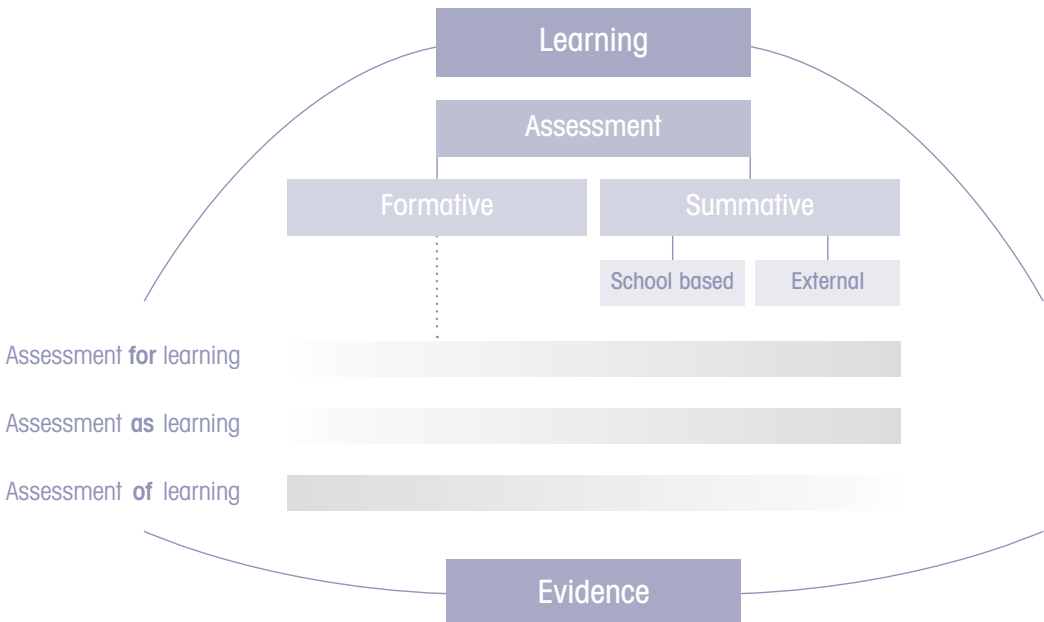 Learning
Assessment
Formative
Summative
School based
External
Assessment for learning
Assessment as learning
Assessment of learning
Evidence